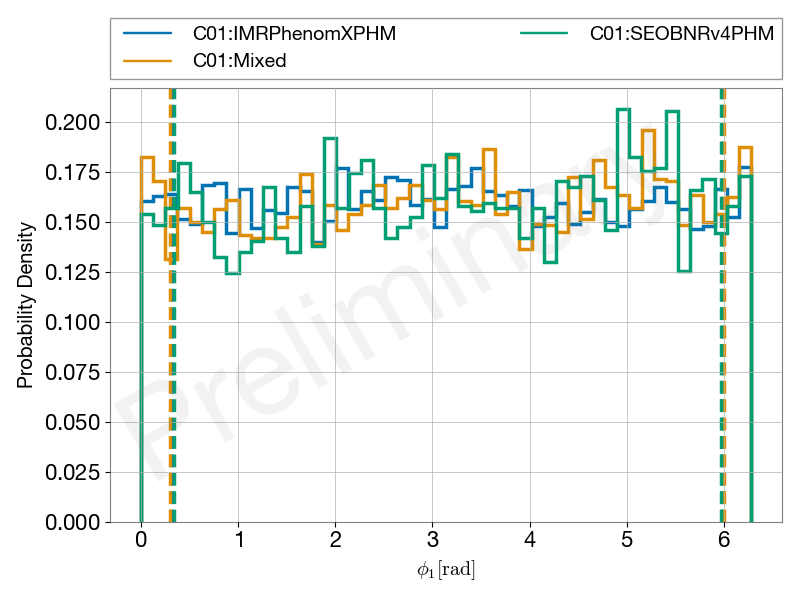 C01:IMRPhenomXPHM
C01:Mixed
C01:SEOBNRv4PHM
Preliminary
Probability Density
0.200
0.175
0.150
0.125
0.100
0.075
0.050
0.025
0.000
0 1 2 3 4 5 6
ϕ₁[rad]